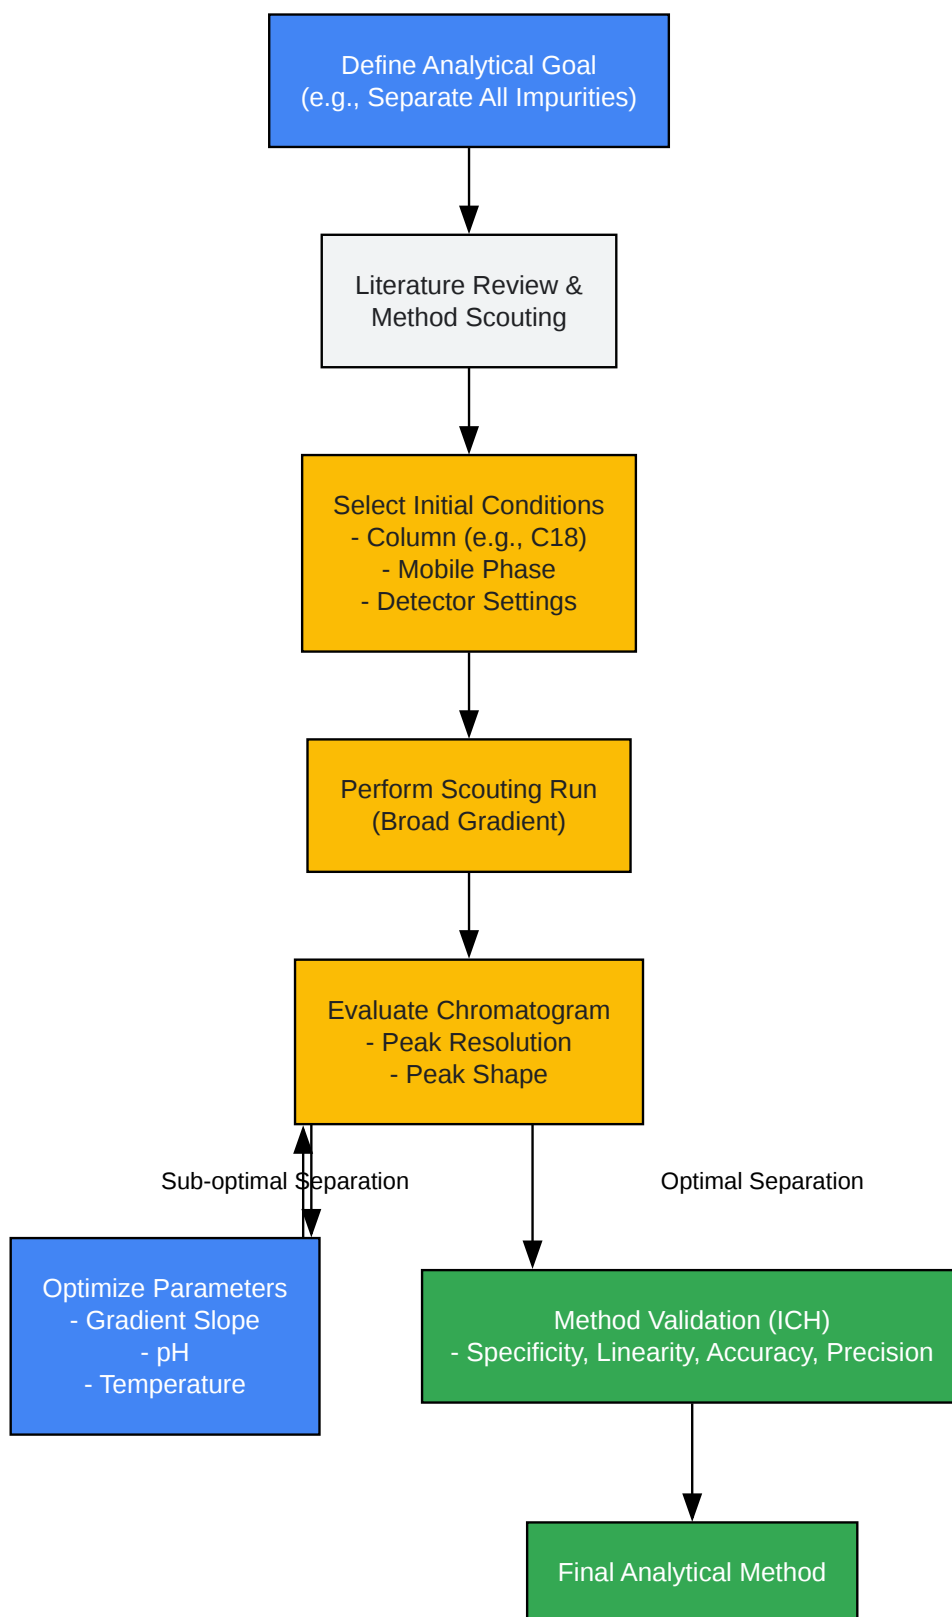 Define Analytical Goal
(e.g., Separate All Impurities)
Literature Review &
Method Scouting
Select Initial Conditions
- Column (e.g., C18)
- Mobile Phase
- Detector Settings
Perform Scouting Run
(Broad Gradient)
Evaluate Chromatogram
- Peak Resolution
- Peak Shape
Sub-optimal Separation
Optimal Separation
Optimize Parameters
- Gradient Slope
- pH
- Temperature
Method Validation (ICH)
- Specificity, Linearity, Accuracy, Precision
Final Analytical Method